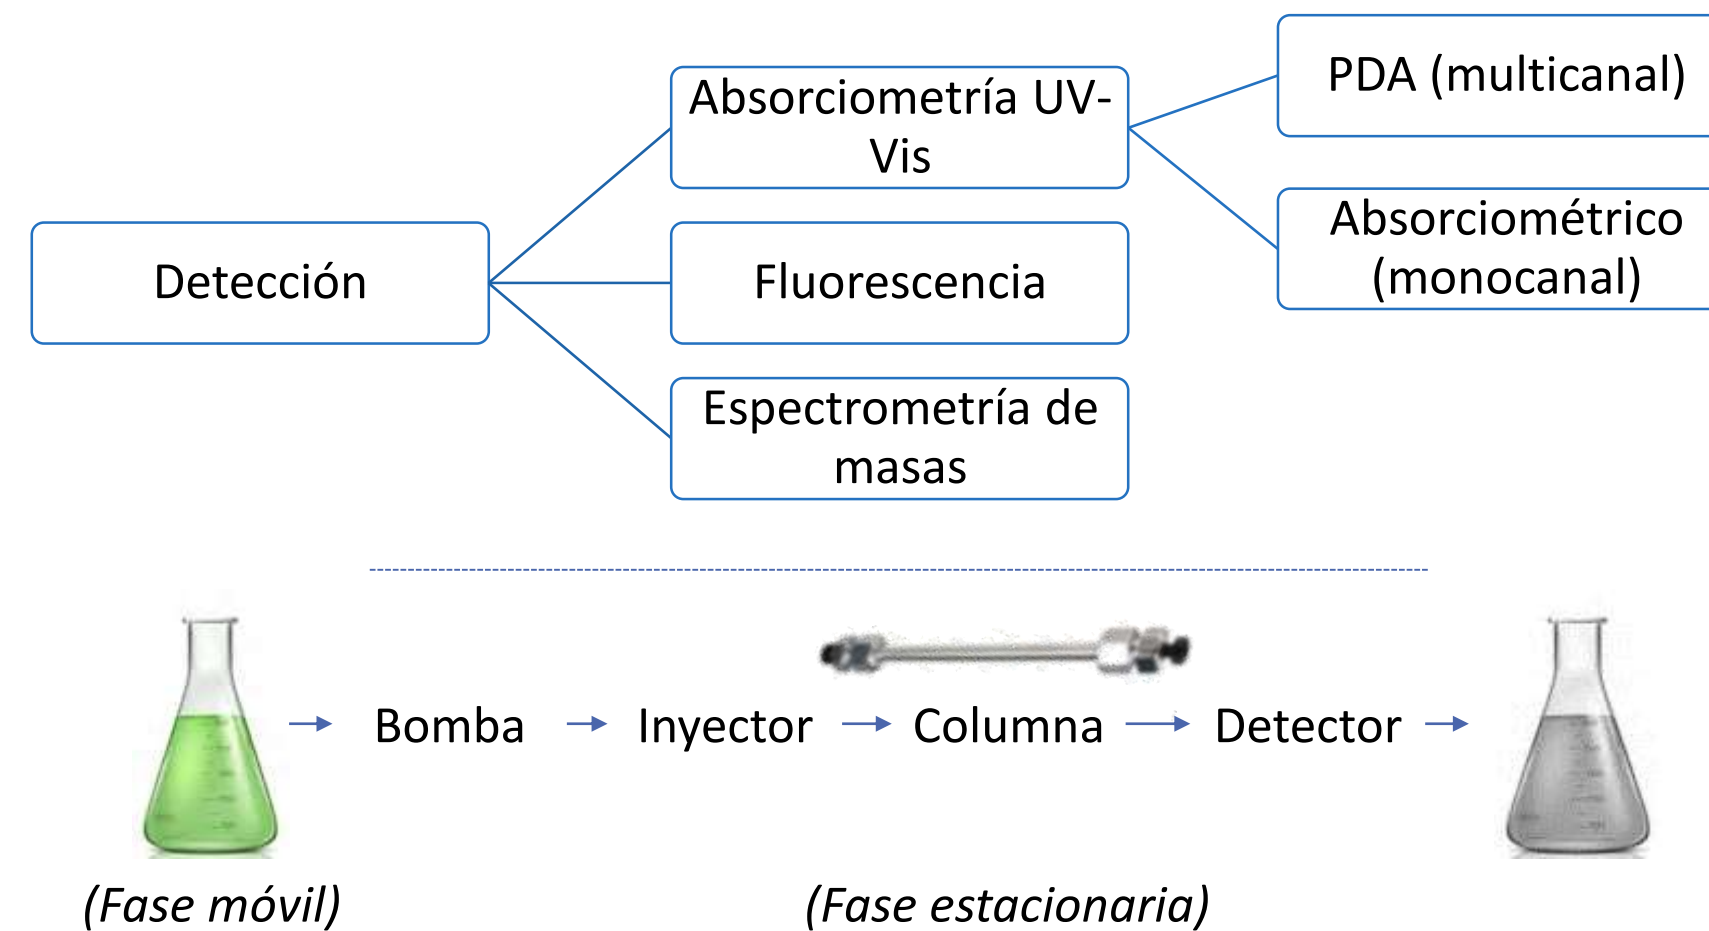 PDA (multicanal)
Absorciometría UV-
Vis
Absorciométrico
(monocanal)
Detección
Fluorescencia
Espectrometría de
masas
Bomba
Inyector
Columna
Detector
(Fase móvil)
(Fase estacionaria)